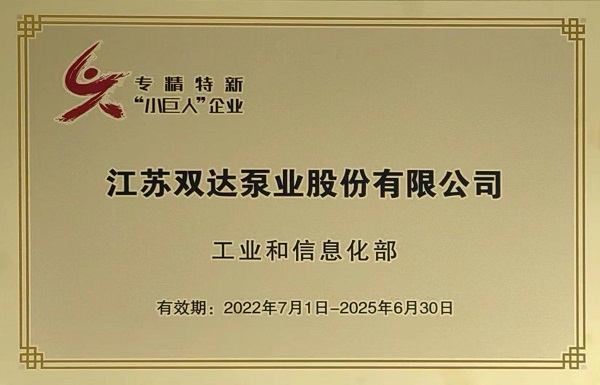 专精特新
“小巨人”企业
江苏双达泵业股份有限公司
工业和信息化部
有效期：2022年7月1日-2025年6月30日